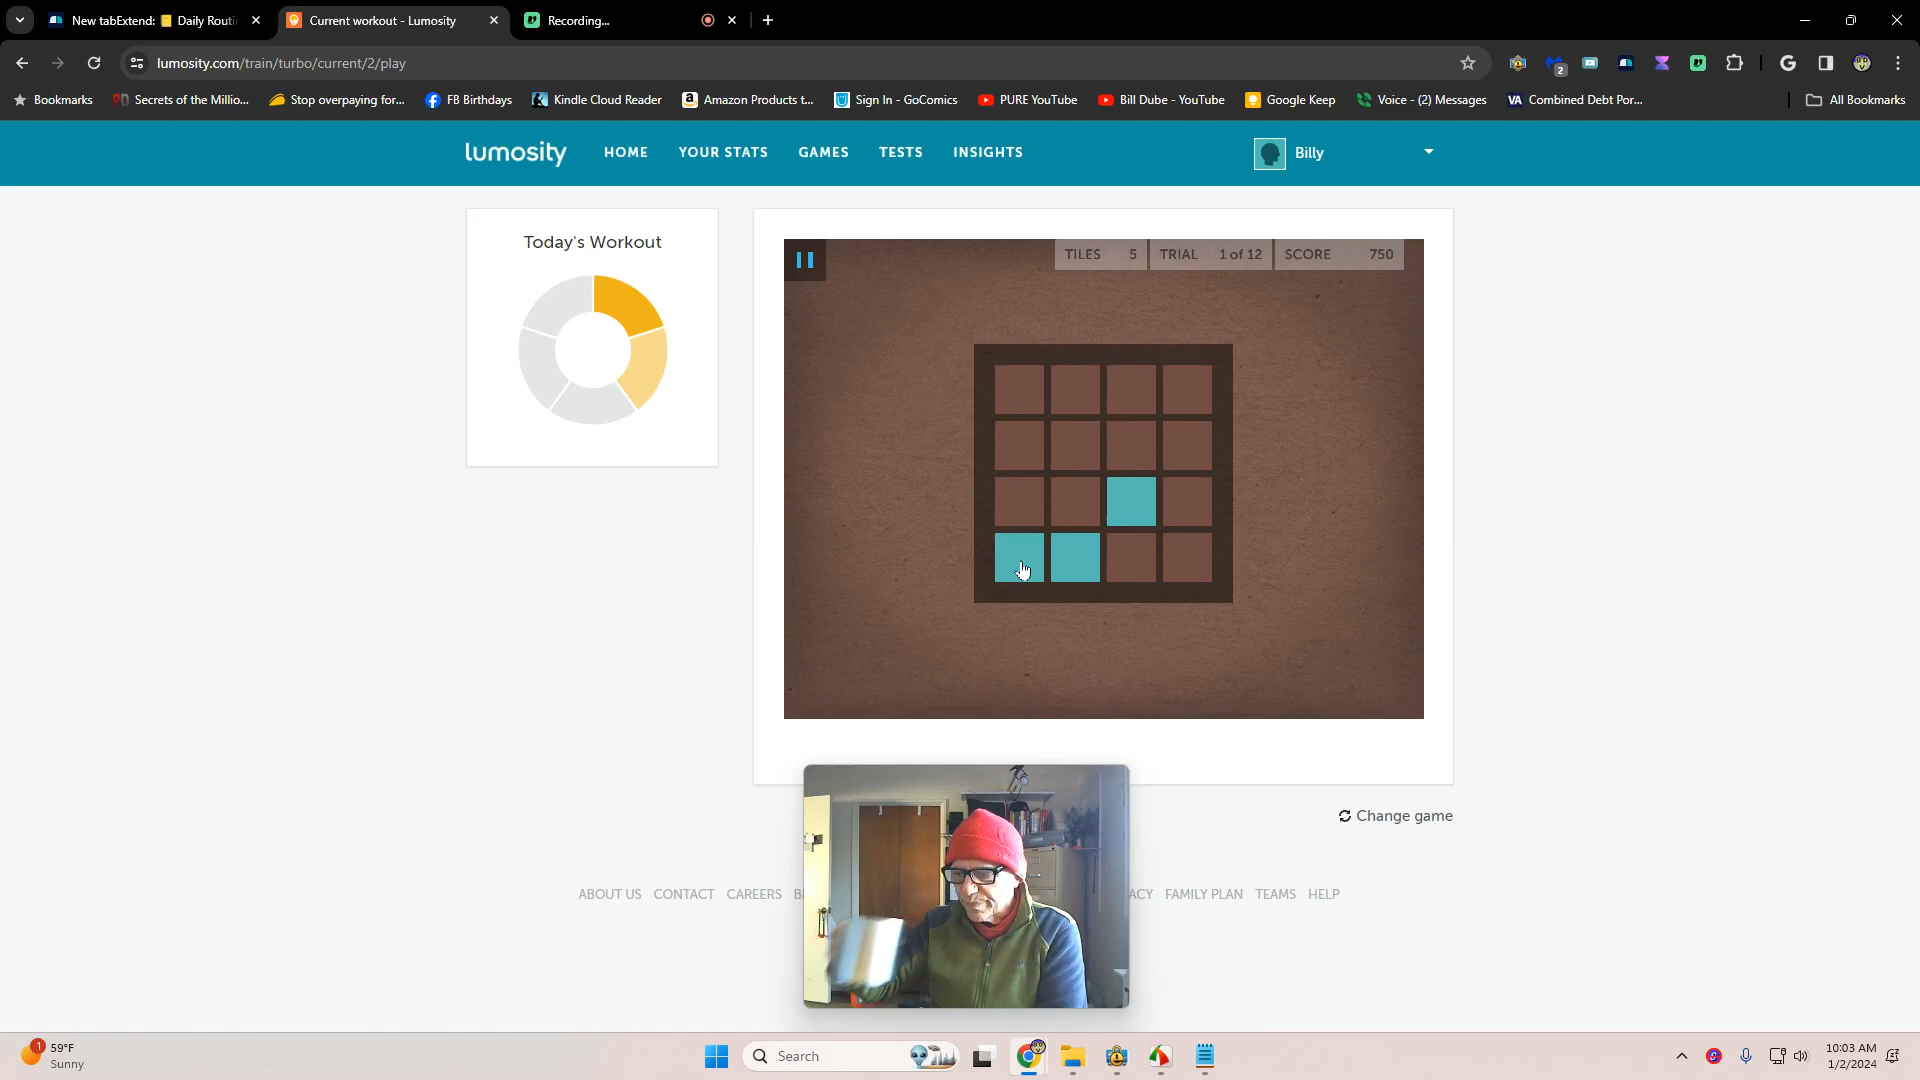 New tabExtend: Daily Routi
Current workout - Lumosity
Recording...
lumosity.com/train/turbo/current/2/play
2
Bookmarks
Secrets of the Millio...
Stop overpaying for...
FB Birthdays
Kindle Cloud Reader
Amazon Products t...
Sign In - GoComics
PURE YouTube
Bill Dube - YouTube
Google Keep
Voice - (2) Messages
VA Combined Debt Por...
All Bookmarks
lumosity
HOME
YOUR STATS
GAMES
TESTS
INSIGHTS
Billy
Today's Workout
TILES 5
TRIAL 1 of 12
SCORE 750
Change game
ABOUT US
CONTACT
CAREERS
B
ACY
FAMILY PLAN
TEAMS
HELP
1
59°F
Sunny
Search
10:03 AM
1/2/2024